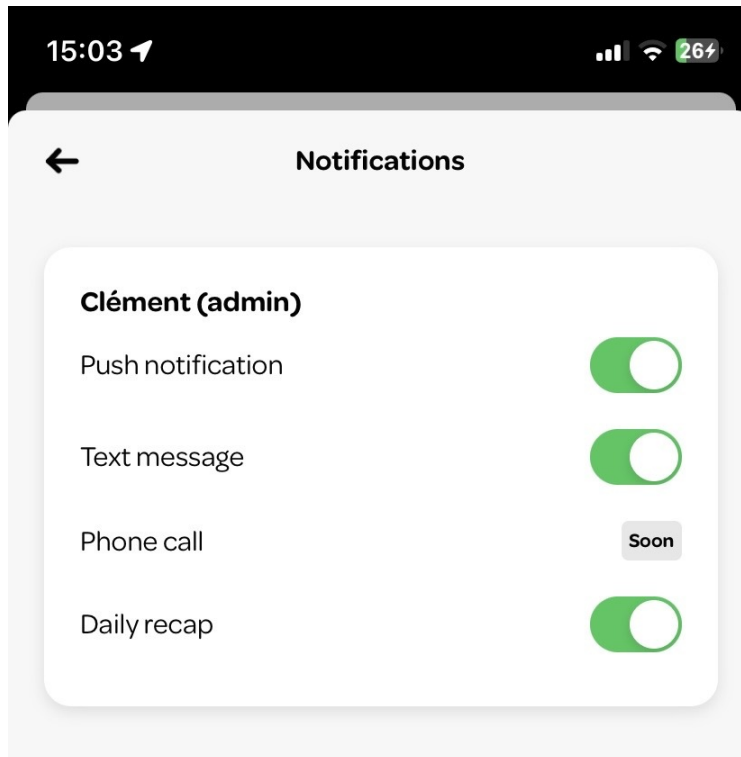 15:03
26
Notifications
Clément (admin)
Push notification
Text message
Phone call
Soon
Daily recap